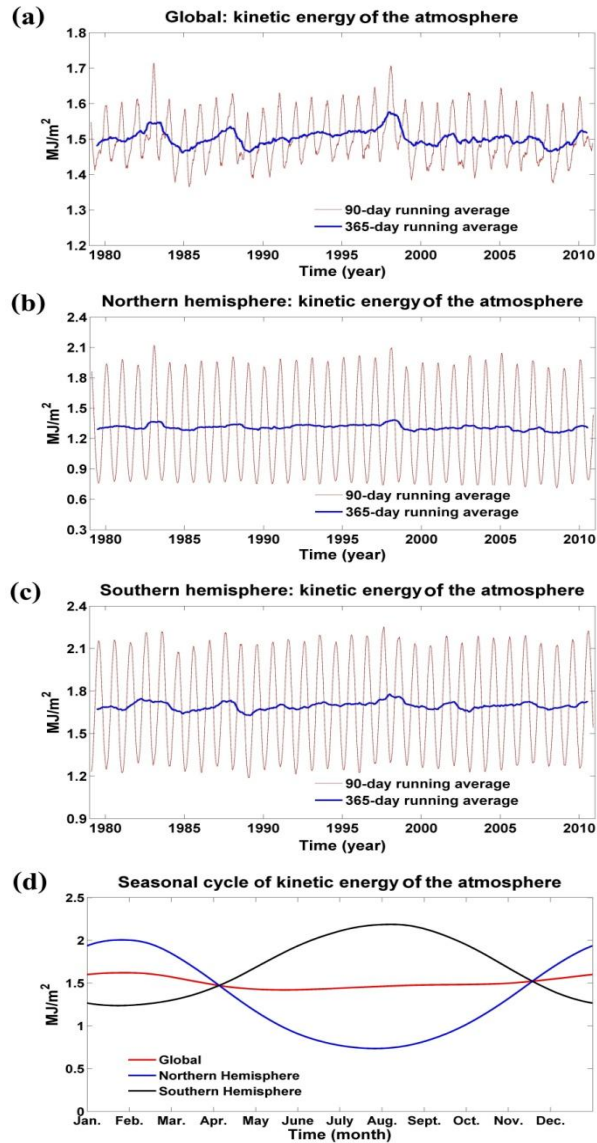 (a)
Global: kinetic energy of the atmosphere
1.8
1.7
1.6
1.5
1.4
1.3
1.2
MJ/m²
90-day running average
365-day running average
1980 1985 1990 1995 2000 2005 2010
Time (year)
(b)
Northern hemisphere: kinetic energy of the atmosphere
2.4
2.1
1.8
1.5
1.2
0.9
0.6
0.3
MJ/m²
90-day running average
365-day running average
1980 1985 1990 1995 2000 2005 2010
Time (year)
(c)
Southern hemisphere: kinetic energy of the atmosphere
2.4
2.1
1.8
1.5
1.2
0.9
MJ/m²
90-day running average
365-day running average
1980 1985 1990 1995 2000 2005 2010
Time (year)
(d)
Seasonal cycle of kinetic energy of the atmosphere
2.5
2
1.5
1
0.5
0
MJ/m²
Global
Northern Hemisphere
Southern Hemisphere
Jan. Feb. Mar. Apr. May June July Aug. Sept. Oct. Nov. Dec.
Time (month)